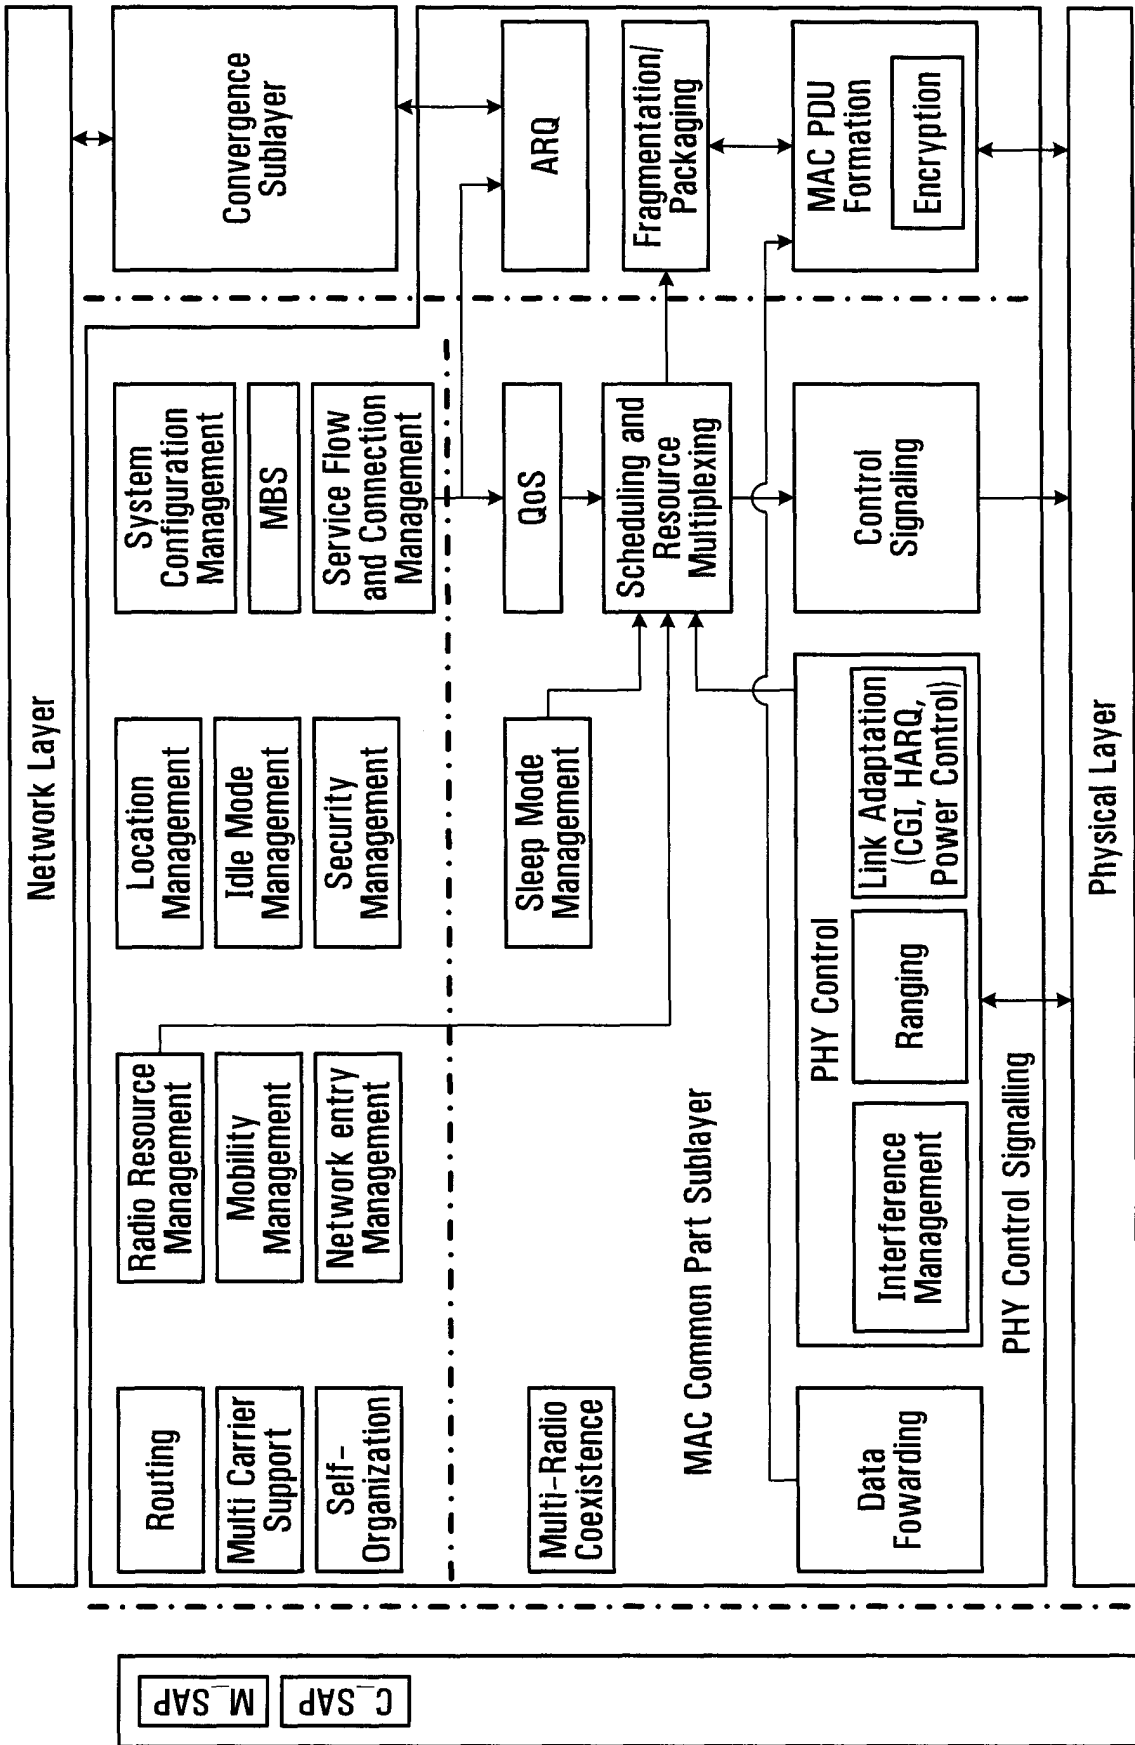 Network Layer
M_SAP
C_SAP
Routing
Multi Carrier
Support
Self-
Organization
Radio Resource
Management
Mobility
Management
Network entry
Management
Location
Management
Idle Mode
Management
Security
Management
System
Configuration
Management
MBS
Service Flow
and Connection
Management
Convergence
Sublayer
Multi-Radio
Coexistence
Sleep Mode
Management
QoS
ARQ
Scheduling and
Resource
Multiplexing
Fragmentation/
Packaging
MAC Common Part Sublayer
Data
Fowarding
PHY Control
Interference
Management
Ranging
Link Adaptation
(CGI, HARQ,
Power Control)
Control
Signaling
MAC PDU
Formation
Encryption
PHY Control Signalling
Physical Layer